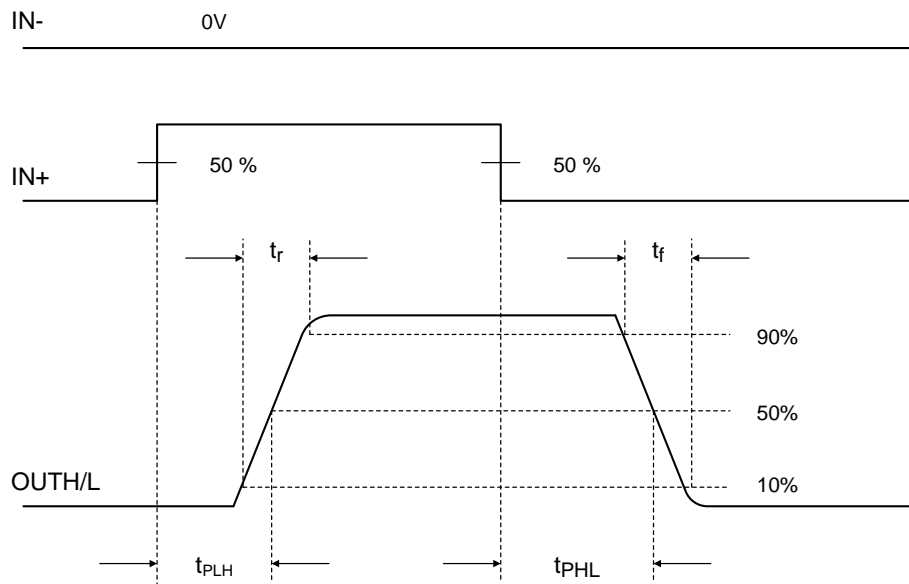 IN- 0V
50 % 50 %
IN+
tr tf
90%
50%
OUTH/L 10%
tPLH tPHL